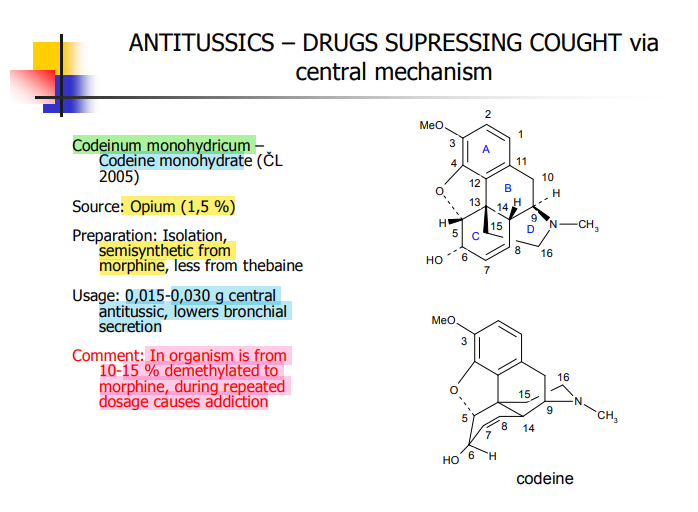 ANTITUSSICS – DRUGS SUPRESSING COUGHT via
central mechanism
Codeinum monohydricum –
Codeine monohydrate (ČL
2005)
Source: Opium (1,5 %)
Preparation: Isolation,
semisynthetic from
morphine, less from thebaine
Usage: 0,015-0,030 g central
antitussic, lowers bronchial
secretion
Comment: In organism is from
10-15 % demethylated to
morphine, during repeated
dosage causes addiction
2
MeO
1
3
A
4
11
12
10
O
B
H
13
14
H
9
H
5
15
N
CH3
C
D
HO
6
8
16
7
MeO
3
O
15
16
N
5
8
9
CH3
7
14
HO
6
H
codeine